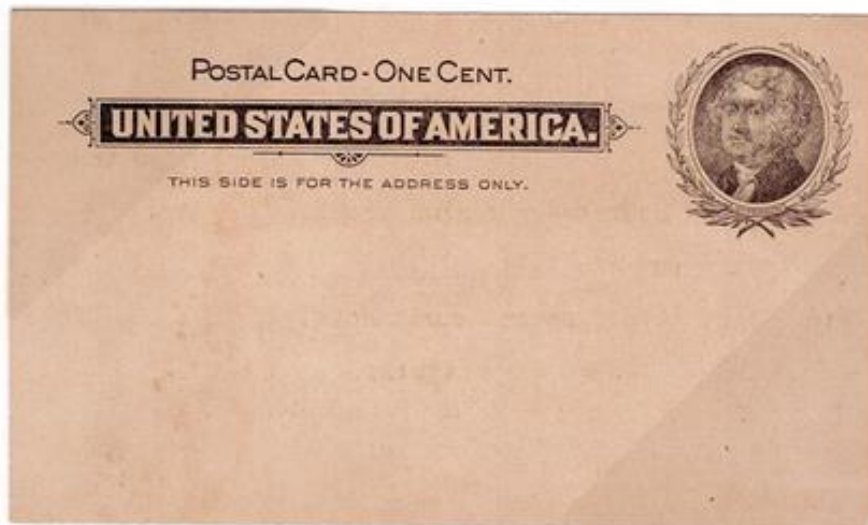 POSTAL CARD - ONE CENT.
UNITED STATES OF AMERICA.
THIS SIDE IS FOR THE ADDRESS ONLY.